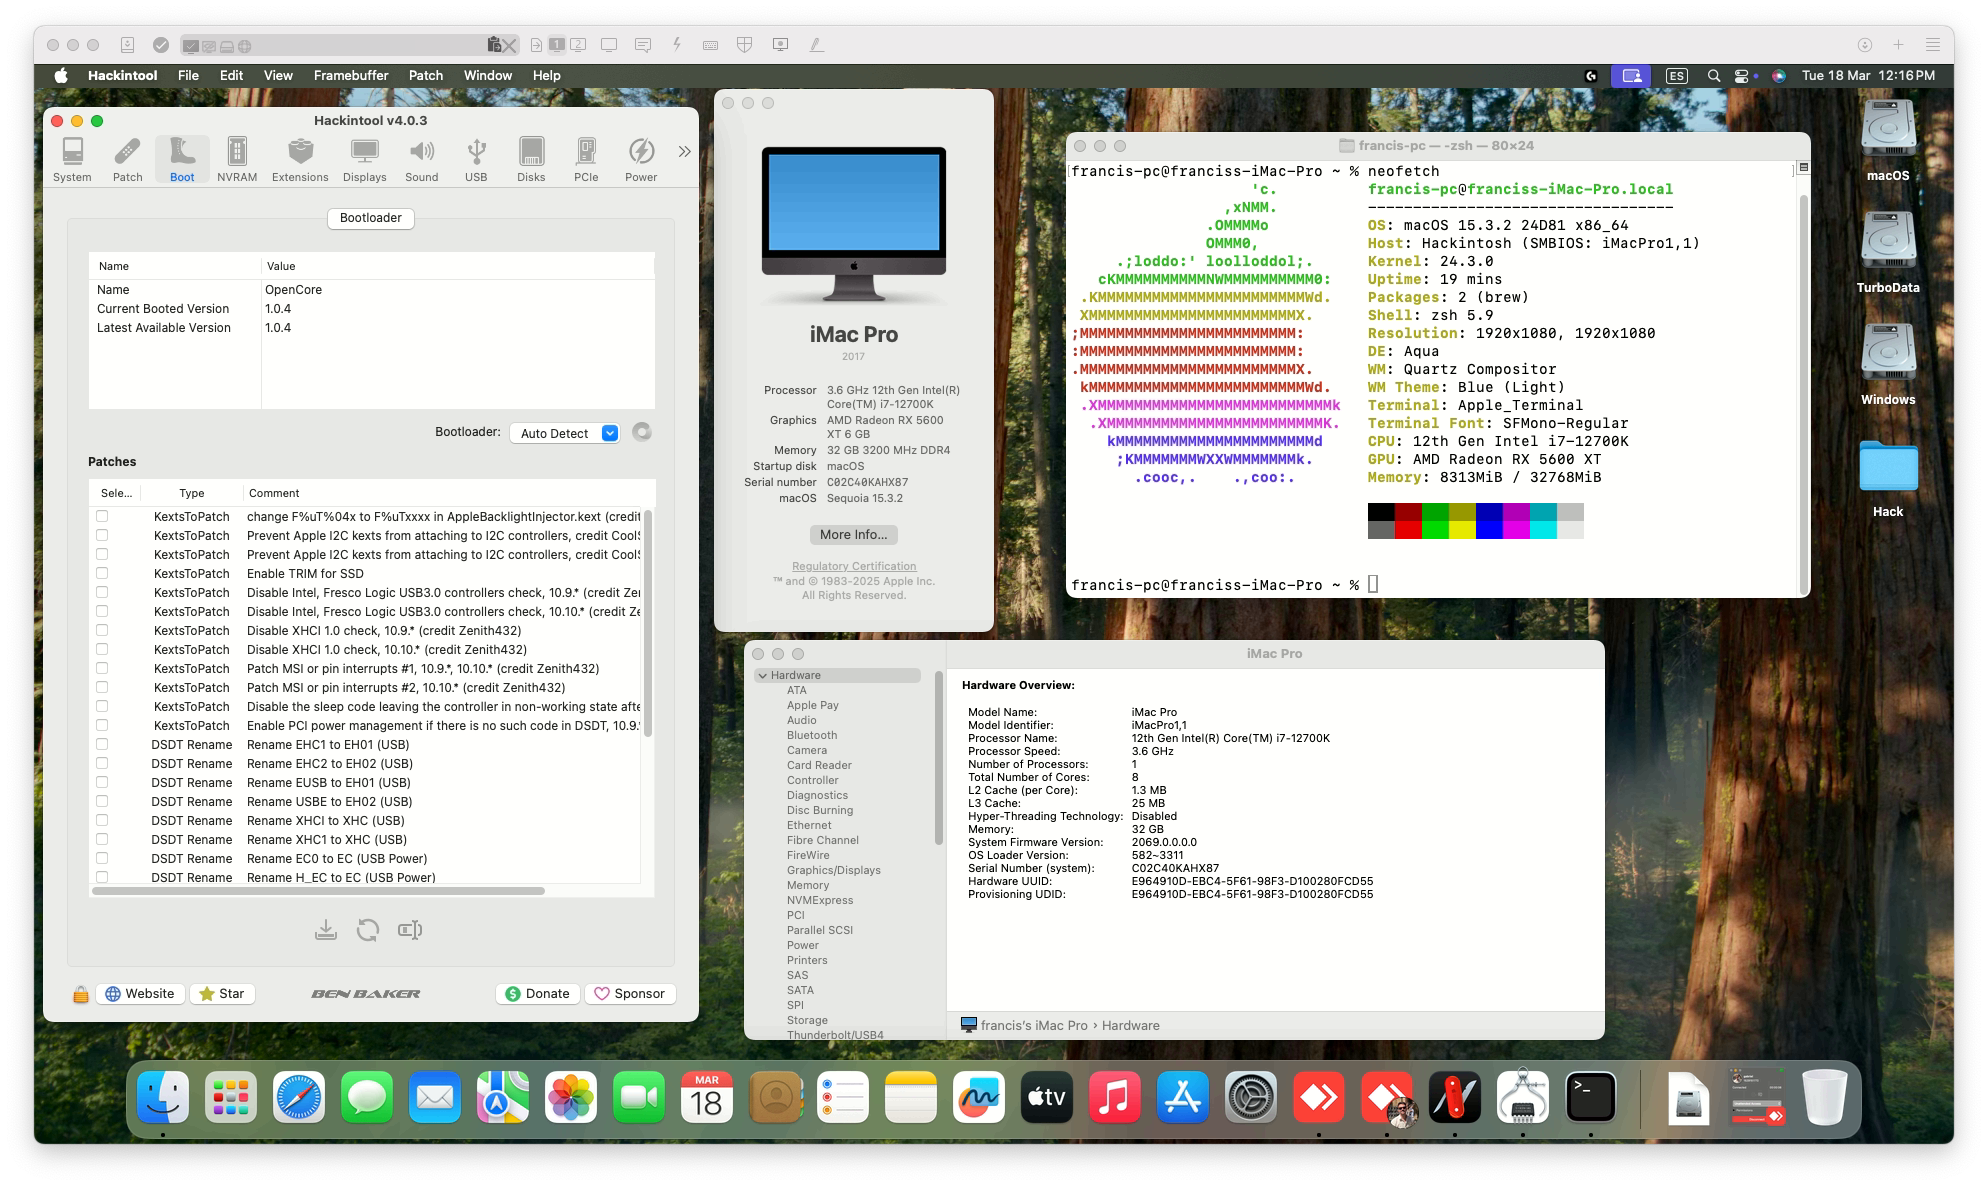 1 2
Hackintool File Edit View Framebuffer Patch Window Help
ES Tue 18 Mar 12:16 PM
Hackintool v4.0.3
System Patch Boot NVRAM Extensions Displays Sound USB Disks PCIe Power
Bootloader
Name Value
Name OpenCore
Current Booted Version 1.0.4
Latest Available Version 1.0.4
Bootloader: Auto Detect
Patches
Sele... Type Comment
KextsToPatch change F%uT%04x to F%uTxxxx in AppleBacklightInjector.kext (credit
KextsToPatch Prevent Apple I2C kexts from attaching to I2C controllers, credit Cool
KextsToPatch Prevent Apple I2C kexts from attaching to I2C controllers, credit Cool
KextsToPatch Enable TRIM for SSD
KextsToPatch Disable Intel, Fresco Logic USB3.0 controllers check, 10.9.* (credit Ze
KextsToPatch Disable Intel, Fresco Logic USB3.0 controllers check, 10.10.* (credit Ze
KextsToPatch Disable XHCI 1.0 check, 10.9.* (credit Zenith432)
KextsToPatch Disable XHCI 1.0 check, 10.10.* (credit Zenith432)
KextsToPatch Patch MSI or pin interrupts #1, 10.9.*, 10.10.* (credit Zenith432)
KextsToPatch Patch MSI or pin interrupts #2, 10.10.* (credit Zenith432)
KextsToPatch Disable the sleep code leaving the controller in non-working state afte
KextsToPatch Enable PCI power management if there is no such code in DSDT, 10.9.
DSDT Rename Rename EHC1 to EH01 (USB)
DSDT Rename Rename EHC2 to EH02 (USB)
DSDT Rename Rename EUSB to EH01 (USB)
DSDT Rename Rename USBE to EH02 (USB)
DSDT Rename Rename XHCI to XHC (USB)
DSDT Rename Rename XHC1 to XHC (USB)
DSDT Rename Rename EC0 to EC (USB Power)
DSDT Rename Rename H_EC to EC (USB Power)
Website Star BEN BAKER Donate Sponsor
iMac Pro
2017
Processor 3.6 GHz 12th Gen Intel(R)
Core(TM) i7-12700K
Graphics AMD Radeon RX 5600
XT 6 GB
Memory 32 GB 3200 MHz DDR4
Startup disk macOS
Serial number C02C40KAHX87
macOS Sequoia 15.3.2
More Info...
Regulatory Certification
™ and © 1983-2025 Apple Inc.
All Rights Reserved.
francis-pc — -zsh — 80×24
francis-pc@franciss-iMac-Pro ~ % neofetch
'c. francis-pc@franciss-iMac-Pro.local
,xNMM. ----------------------------------
.OMMMMo OS: macOS 15.3.2 24D81 x86_64
OMMM0, Host: Hackintosh (SMBIOS: iMacPro1,1)
.;loddo:' loolloddol;. Kernel: 24.3.0
cKMMMMMMMMMMNWMMMMMMMMMM0: Uptime: 19 mins
.KMMMMMMMMMMMMMMMMMMMMMMMWd. Packages: 2 (brew)
XMMMMMMMMMMMMMMMMMMMMMMMX. Shell: zsh 5.9
;MMMMMMMMMMMMMMMMMMMMMMMM: Resolution: 1920x1080, 1920x1080
:MMMMMMMMMMMMMMMMMMMMMMMM: DE: Aqua
.MMMMMMMMMMMMMMMMMMMMMMMMX. WM: Quartz Compositor
kMMMMMMMMMMMMMMMMMMMMMMMMWd. WM Theme: Blue (Light)
.XMMMMMMMMMMMMMMMMMMMMMMMMMMk Terminal: Apple_Terminal
.XMMMMMMMMMMMMMMMMMMMMMMMMK. Terminal Font: SFMono-Regular
kMMMMMMMMMMMMMMMMMMMMMMd CPU: 12th Gen Intel i7-12700K
;KMMMMMMMWXXWMMMMMMMk. GPU: AMD Radeon RX 5600 XT
.cooc,. .,coo:. Memory: 8313MiB / 32768MiB
francis-pc@franciss-iMac-Pro ~ %
macOS
TurboData
Windows
Hack
iMac Pro
Hardware
ATA
Apple Pay
Audio
Bluetooth
Camera
Card Reader
Controller
Diagnostics
Disc Burning
Ethernet
Fibre Channel
FireWire
Graphics/Displays
Memory
NVMExpress
PCI
Parallel SCSI
Power
Printers
SAS
SATA
SPI
Storage
Thunderbolt/USB4
Hardware Overview:
Model Name: iMac Pro
Model Identifier: iMacPro1,1
Processor Name: 12th Gen Intel(R) Core(TM) i7-12700K
Processor Speed: 3.6 GHz
Number of Processors: 1
Total Number of Cores: 8
L2 Cache (per Core): 1.3 MB
L3 Cache: 25 MB
Hyper-Threading Technology: Disabled
Memory: 32 GB
System Firmware Version: 2069.0.0.0.0
OS Loader Version: 582~3311
Serial Number (system): C02C40KAHX87
Hardware UUID: E964910D-EBC4-5F61-98F3-D100280FCD55
Provisioning UDID: E964910D-EBC4-5F61-98F3-D100280FCD55
francis's iMac Pro › Hardware
MAR
18
tv
>_